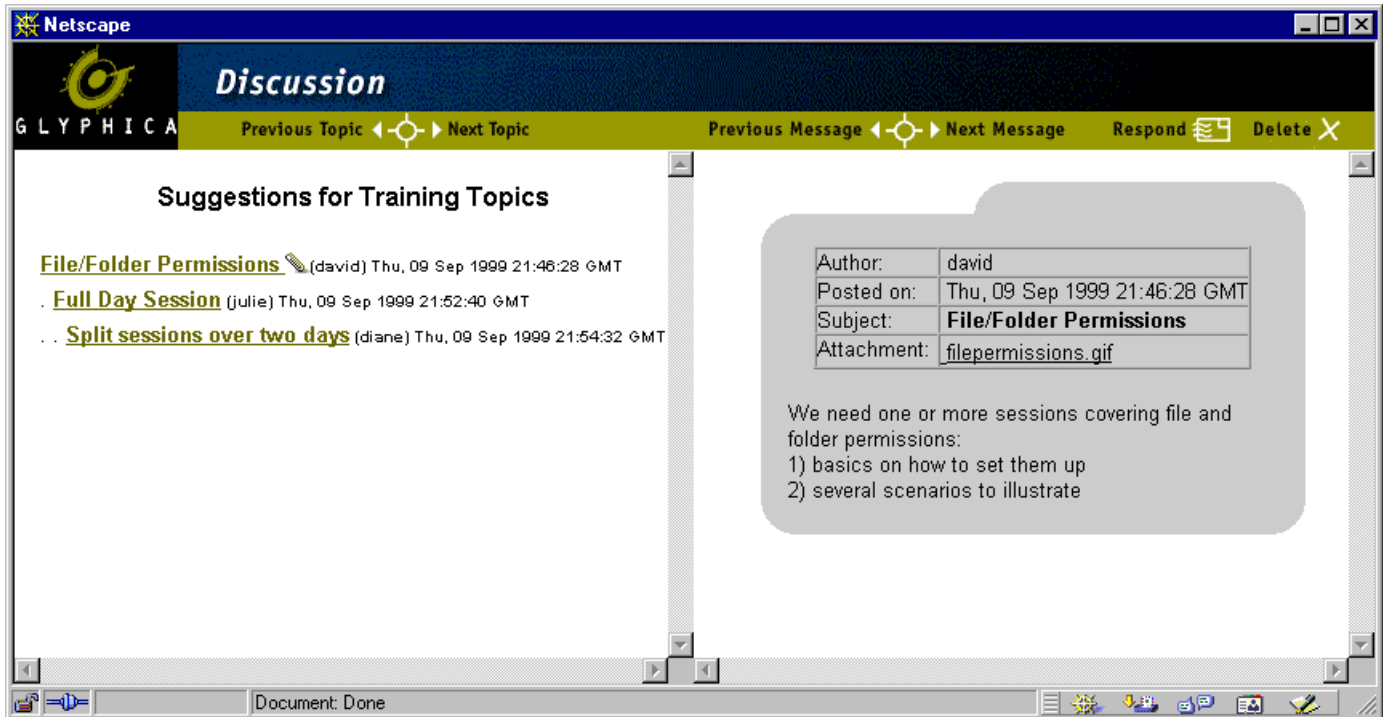 Netscape
GLYPHICA
Discussion
Previous Topic Next Topic
Previous Message Next Message Respond Delete
Suggestions for Training Topics
File/Folder Permissions (david) Thu, 09 Sep 1999 21:46:28 GMT
. Full Day Session (julie) Thu, 09 Sep 1999 21:52:40 GMT
. . Split sessions over two days (diane) Thu, 09 Sep 1999 21:54:32 GMT
Author: david
Posted on: Thu, 09 Sep 1999 21:46:28 GMT
Subject: File/Folder Permissions
Attachment: filepermissions.gif
We need one or more sessions covering file and
folder permissions:
1) basics on how to set them up
2) several scenarios to illustrate
Document: Done